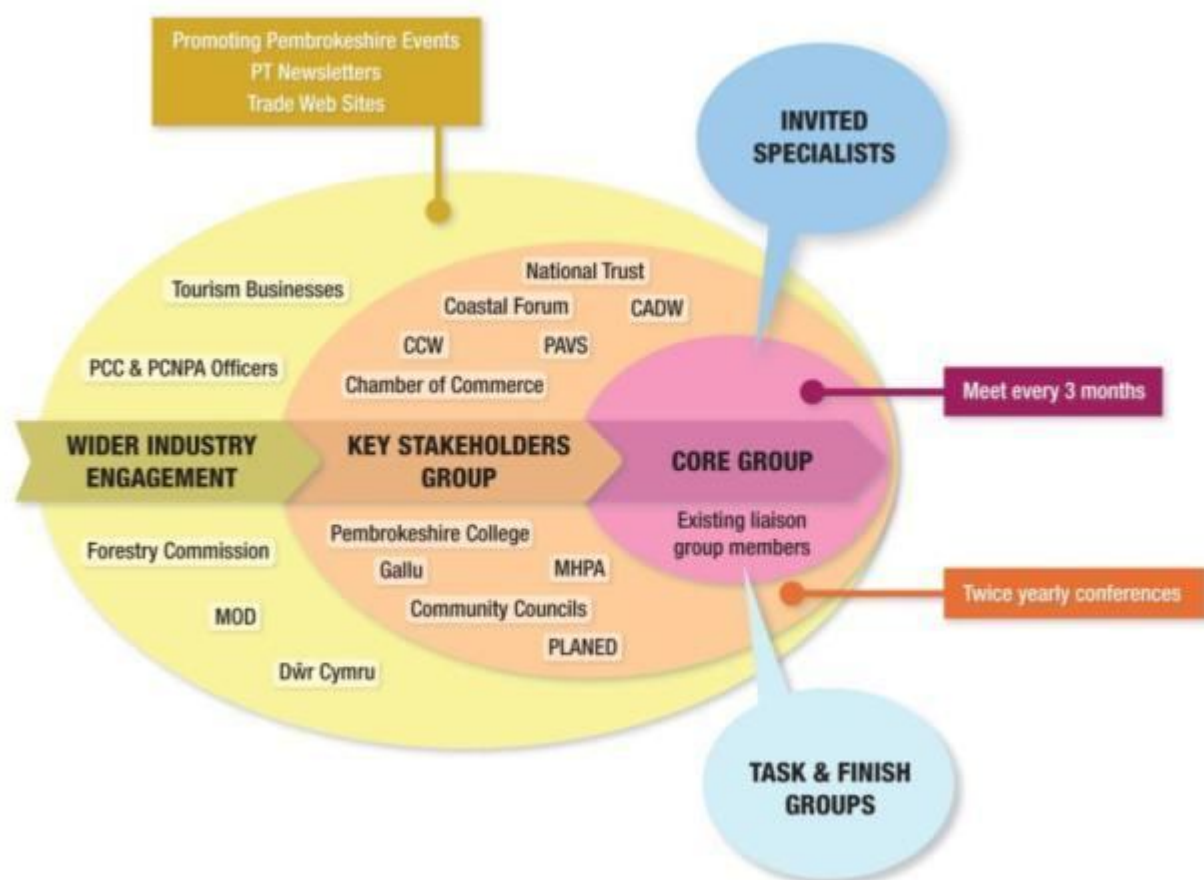 Promoting Pembrokeshire Events
PT Newsletters
Trade Web Sites
INVITED
SPECIALISTS
National Trust
Tourism Businesses
Coastal Forum
CADW
CCW
PAVS
PCC & PCNPA Officers
Chamber of Commerce
Meet every 3 months
WIDER INDUSTRY
ENGAGEMENT
KEY STAKEHOLDERS
GROUP
CORE GROUP
Existing liaison
group members
Pembrokeshire College
Forestry Commission
Gallu
MHPA
Twice yearly conferences
Community Councils
MOD
PLANED
Dŵr Cymru
TASK & FINISH
GROUPS